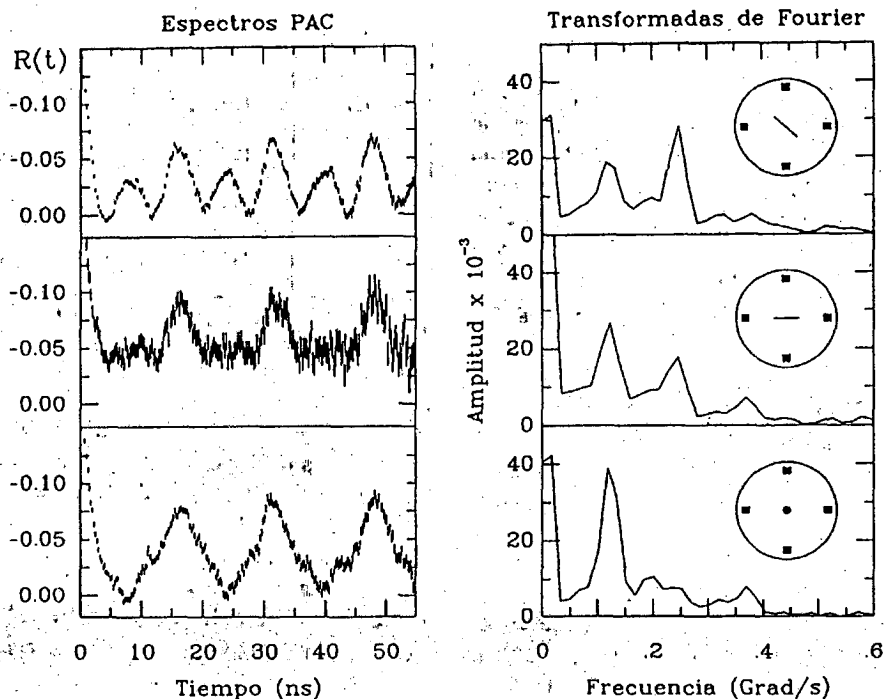 Espectros PAC
R(t)
-0.10
-0.05
0.00
-0.10
-0.05
0.00
-0.10
-0.05
0.00
0 10 20 30 40 50
Tiempo (ns)
Transformadas de Fourier
Amplitud x 10⁻³
40
20
0
40
20
0
40
20
0
0 .2 .4 .6
Frecuencia (Grad/s)